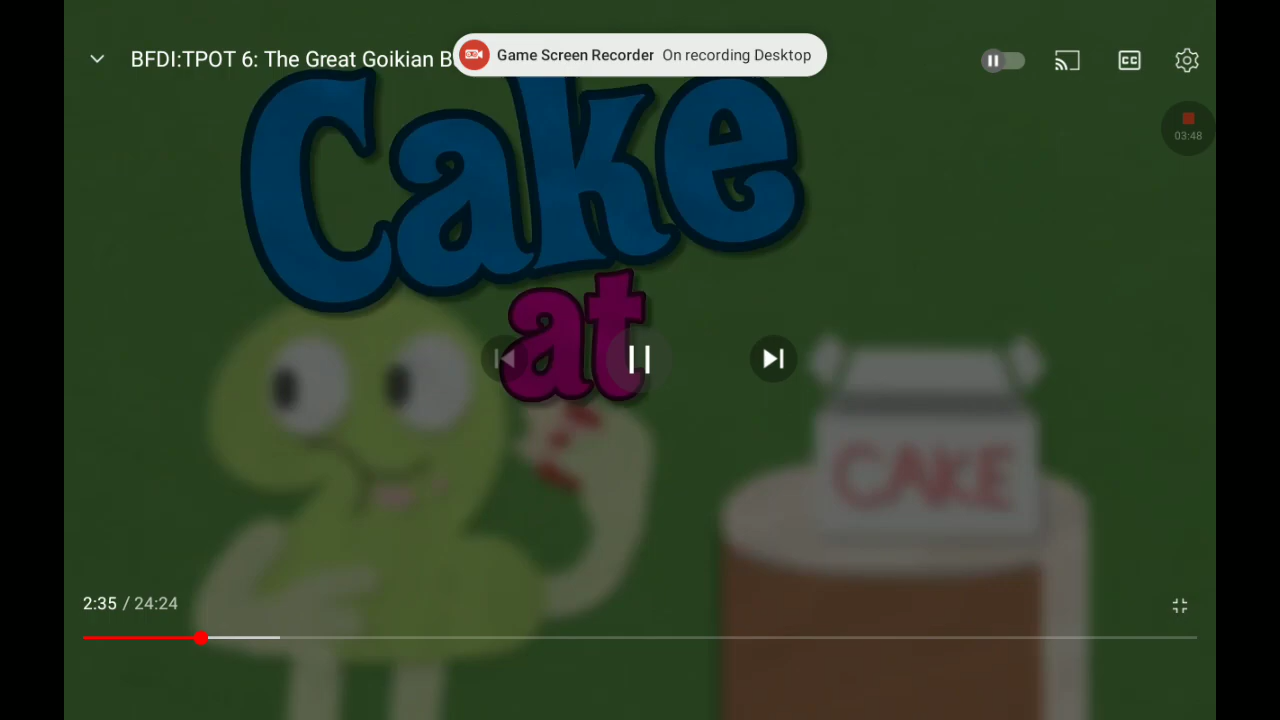 BFDI:TPOT 6: The Great Goikian B
Game Screen Recorder On recording Desktop
CC
03:48
Cake
at
CAKE
2:35 / 24:24